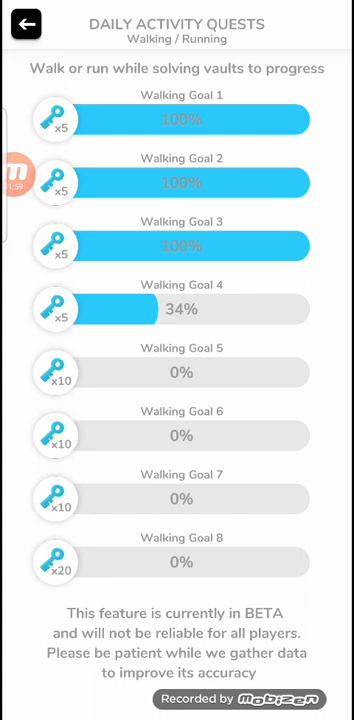 DAILY ACTIVITY QUESTS
Walking / Running
Walk or run while solving vaults to progress
Walking Goal 1
x5
100%
Walking Goal 2
x5
100%
Walking Goal 3
x5
100%
Walking Goal 4
x5
34%
Walking Goal 5
x10
0%
Walking Goal 6
x10
0%
Walking Goal 7
x10
0%
Walking Goal 8
x20
0%
This feature is currently in BETA
and will not be reliable for all players.
Please be patient while we gather data
to improve its accuracy
Recorded by mobizen